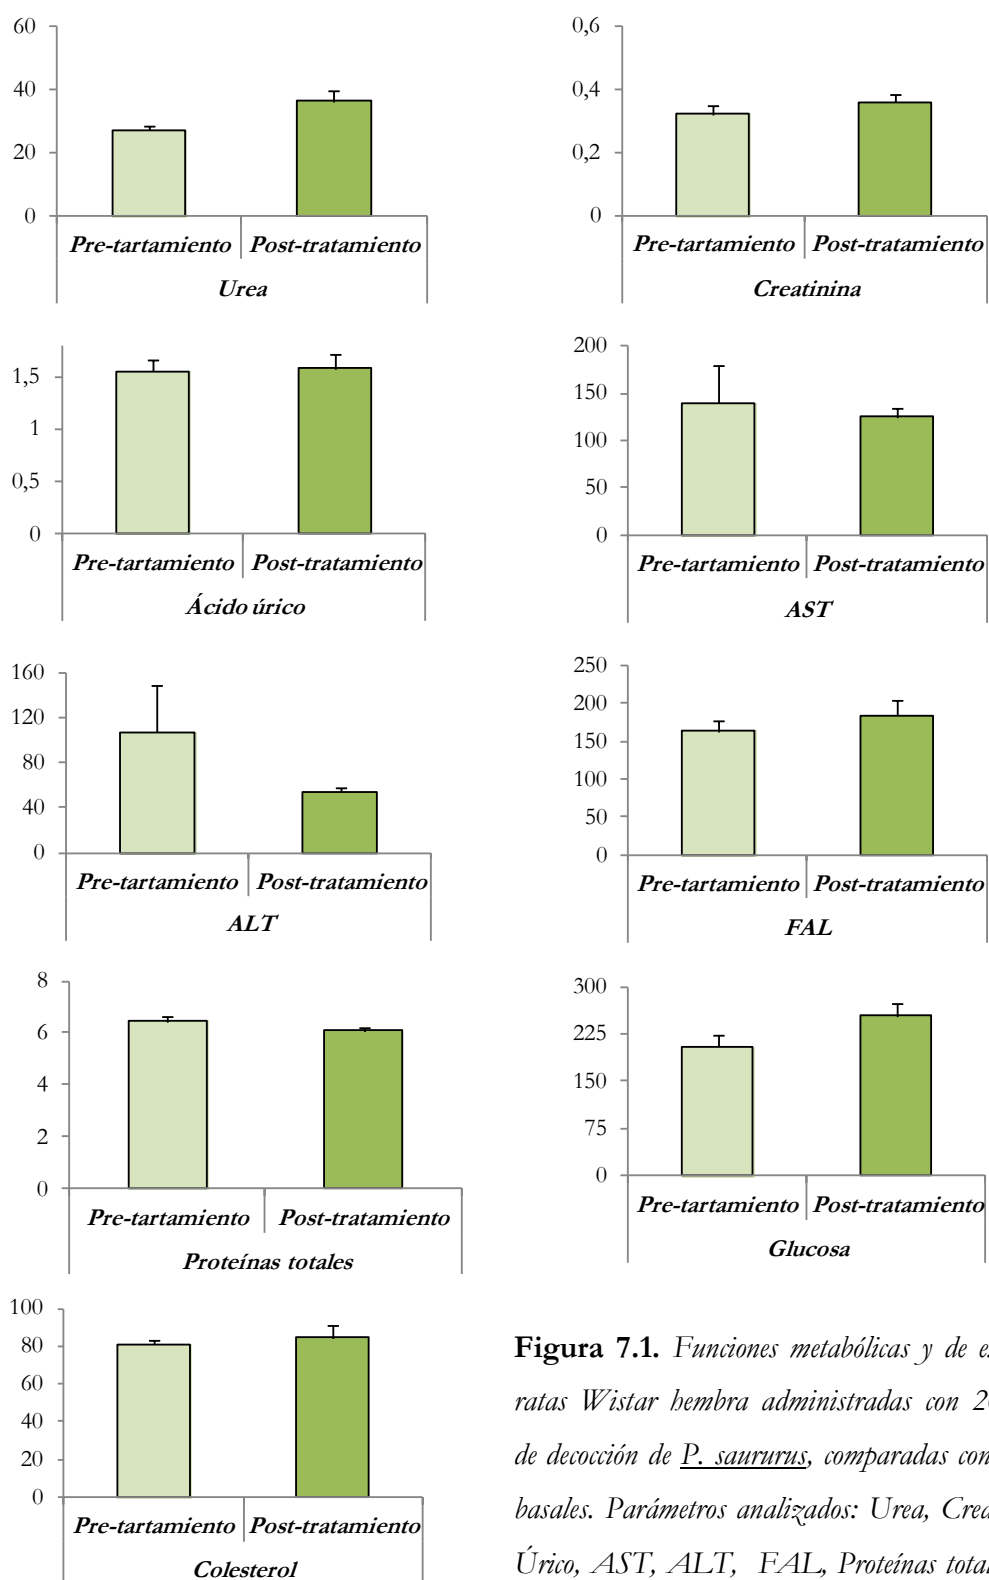 60
40
20
0
Pre-tartamiento Post-tratamiento
Urea
0,6
0,4
0,2
0
Pre-tartamiento Post-tratamiento
Creatinina
1,5
1
0,5
0
Pre-tartamiento Post-tratamiento
Ácido úrico
200
150
100
50
0
Pre-tartamiento Post-tratamiento
AST
160
120
80
40
0
Pre-tartamiento Post-tratamiento
ALT
250
200
150
100
50
0
Pre-tartamiento Post-tratamiento
FAL
8
6
4
2
0
Pre-tartamiento Post-tratamiento
Proteínas totales
300
225
150
75
0
Pre-tartamiento Post-tratamiento
Glucosa
100
80
60
40
20
0
Pre-tartamiento Post-tratamiento
Colesterol
Figura 7.1. Funciones metabólicas y de
ratas Wistar hembra administradas con
de decocción de P. saururus, comparadas
basales. Parámetros analizados: Urea,
Úrico, AST, ALT, FAL, Proteínas